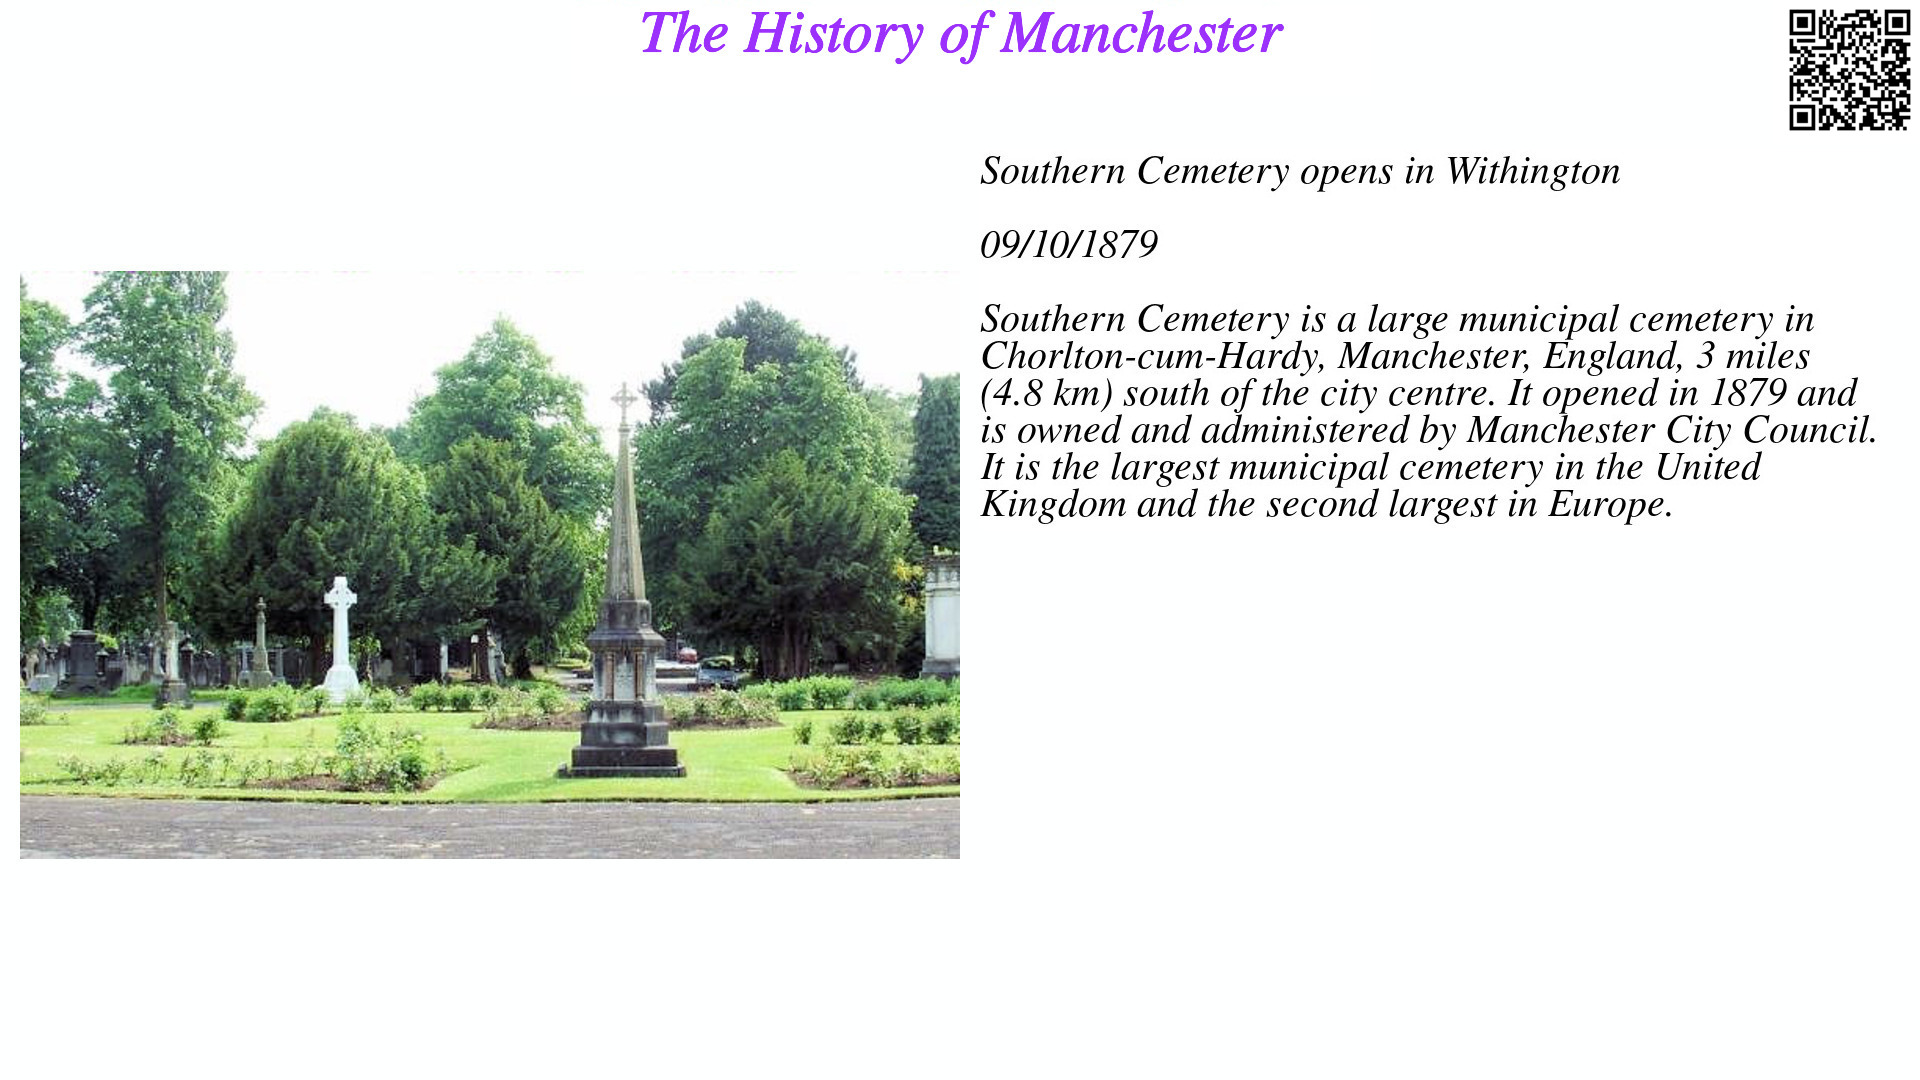 The History of Manchester
Southern Cemetery opens in Withington
09/10/1879
Southern Cemetery is a large municipal cemetery in
Chorlton-cum-Hardy, Manchester, England, 3 miles
(4.8 km) south of the city centre. It opened in 1879 and
is owned and administered by Manchester City Council.
It is the largest municipal cemetery in the United
Kingdom and the second largest in Europe.